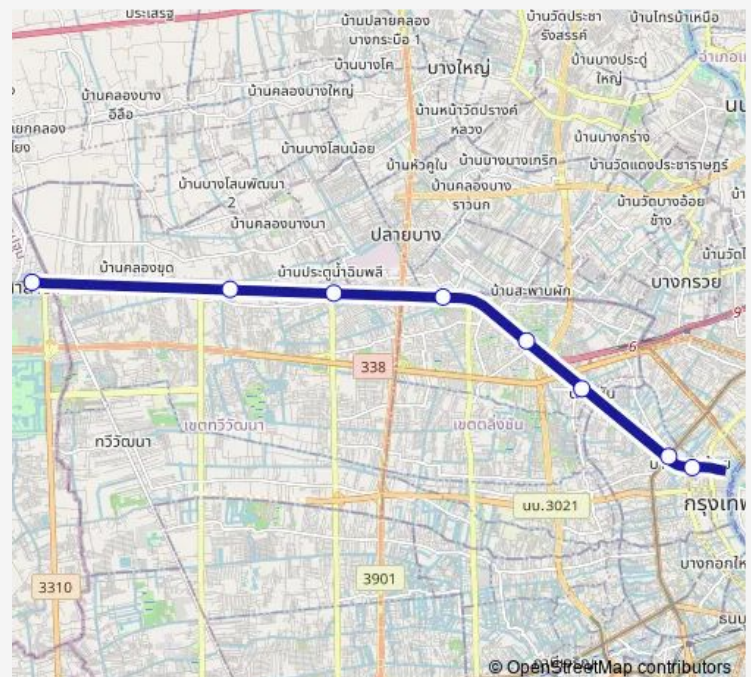 ประเสริฐ
บ้านปลายคลอง
บางกระบือ 1
บ้านวัดประชา
รังสรรค์
บ้านไทรม้าเหนือ
บ้านบางโค
บางใหญ่
บ้านบางประดู่
ใหญ่
บ้านคลองบาง
อีลือ
บ้านคลองบางใหญ่
บ้านหน้าวัดปรางค์
หลวง
แยกคลอง
โยง
บ้านบางกร่าง
บ้านบางโสนน้อย
บ้านหัวคูใน
บ้านบางนางเกริก
บ้านวัดแดงประชาราษฎร์
บ้านบางโสนพัฒนา
2
บ้านคลองบาง
ราวนก
บ้านวัดบางอ้อย
ช้าง
บ้านคลองบางนา
ปลายบาง
บ้านคลองขุด
บ้านประตูน้ำฉิมพลี
บ้านสะพานผัก
บางกรวย
9
6
338
เขตทวีวัฒนา
เขตตลิ่งชัน
ทวีวัฒนา
นบ.3021
กรุงเทพ
บางกอกให
3310
3901
ธนบ
© OpenStreetMap contributors